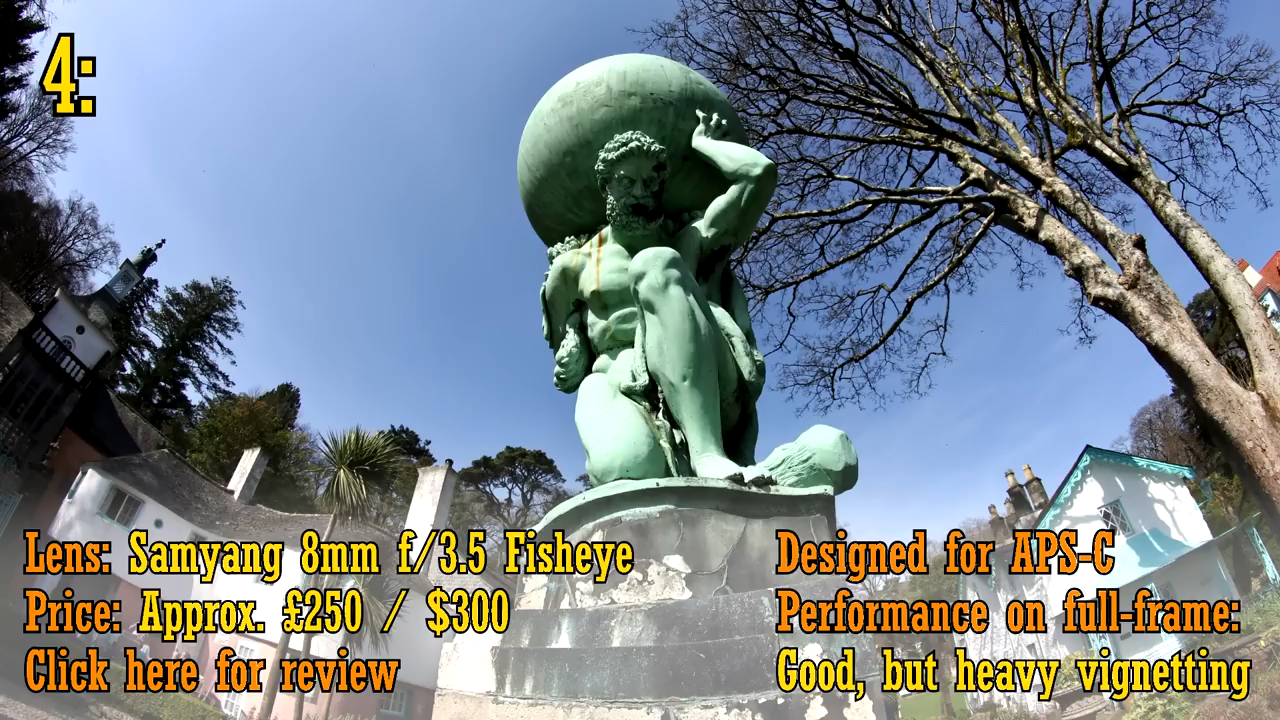 4:
Lens: Samyang 8mm f/3.5 Fisheye
Price: Approx. £250 / $300
Click here for review
Designed for APS-C
Performance on full-frame:
Good, but heavy vignetting